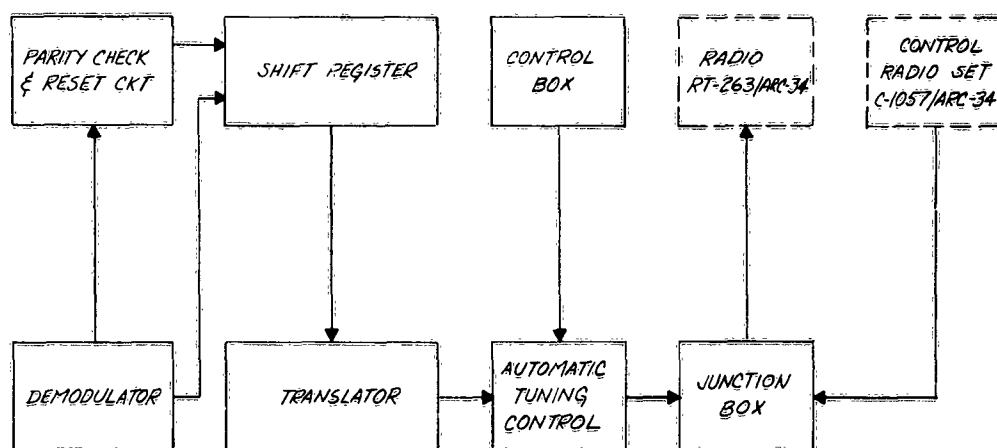 PARITY CHECK
& RESET CKT
SHIFT REGISTER
CONTROL
BOX
RADIO
RT-263/ARC-34
CONTROL
RADIO SET
C-1057/ARC-34
DEMODULATOR
TRANSLATOR
AUTOMATIC
TUNING
CONTROL
JUNCTION
BOX